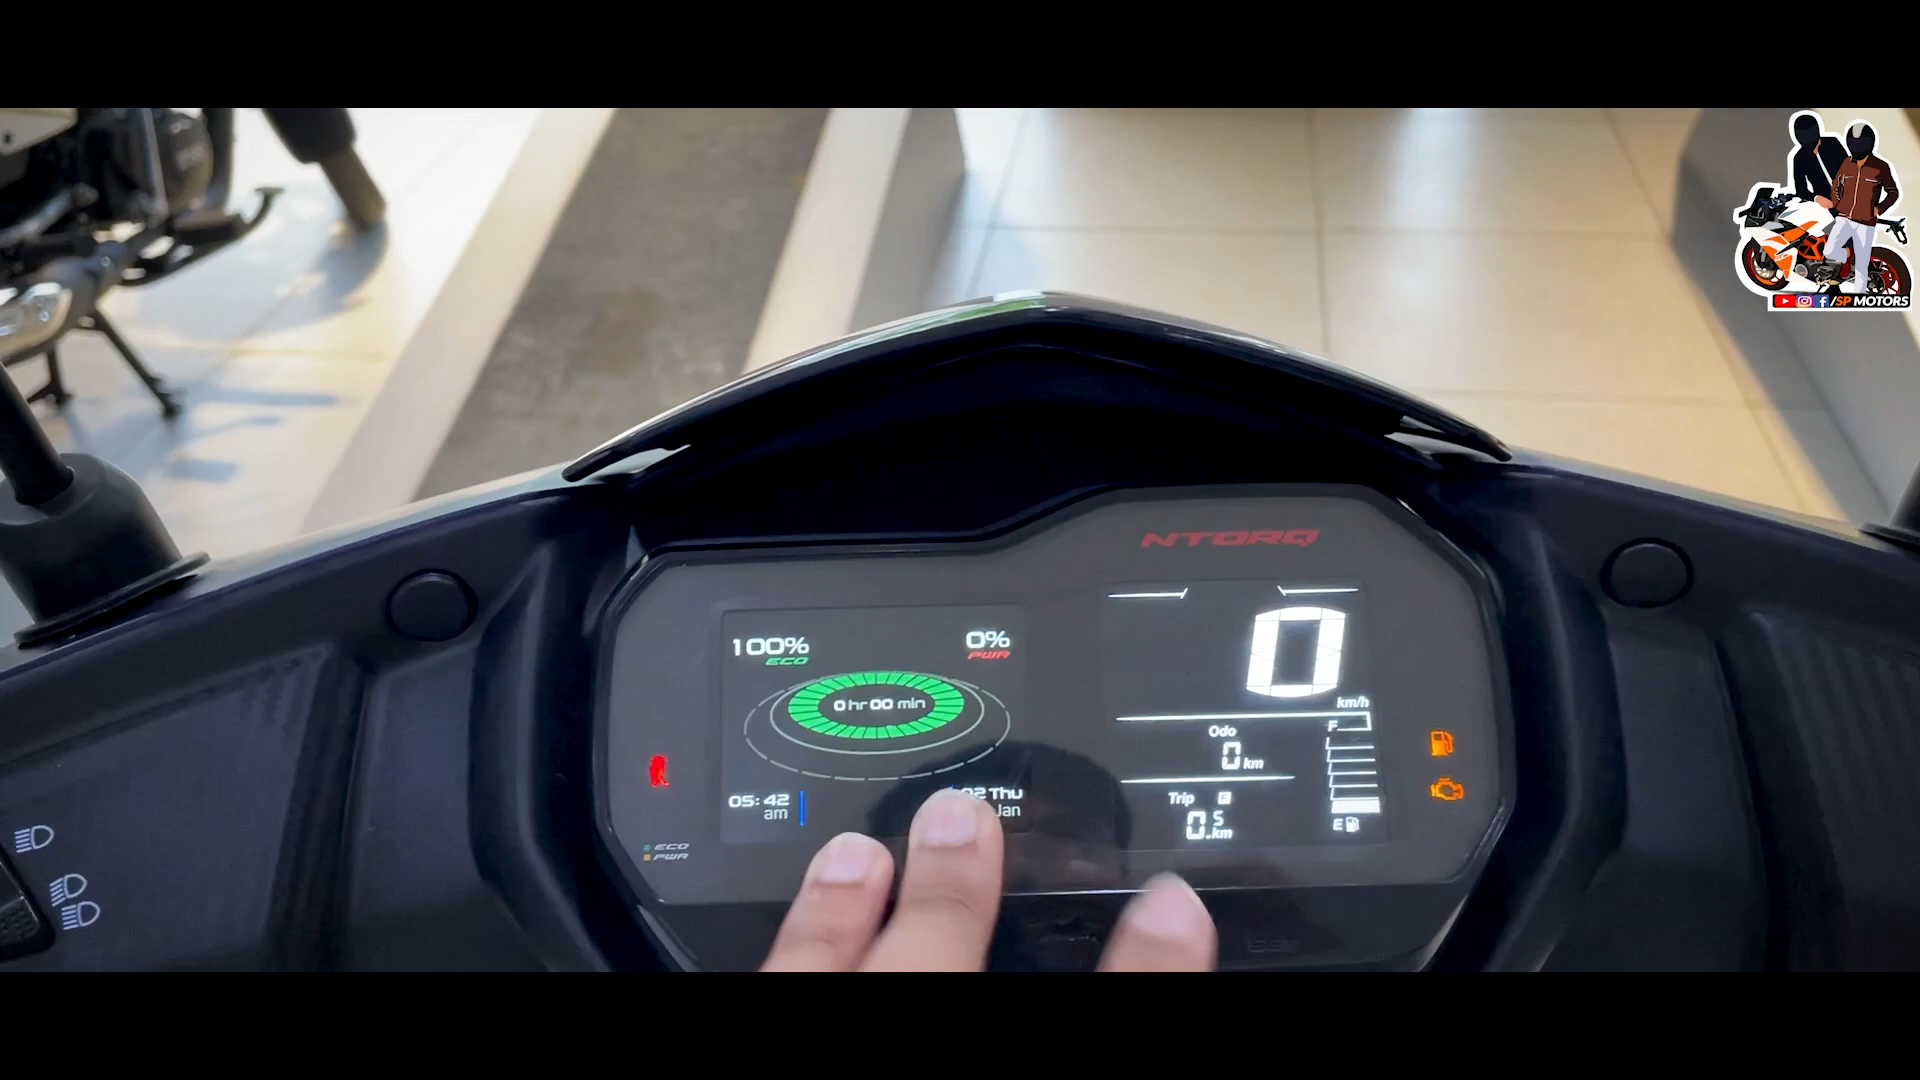 /SP MOTORS
NTORQ
100%
ECO
0%
PWR
0 hr 00 min
05:42
am
02 Thu
Jan
ECO
PWR
0
km/h
Odo
0 km
Trip F
0.5 km
F
E